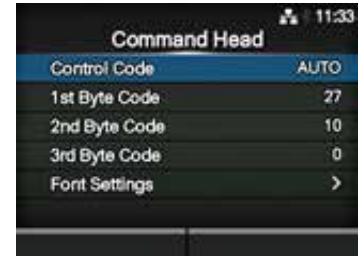 11:33
Command Head
Control Code AUTO
1st Byte Code 27
2nd Byte Code 10
3rd Byte Code 0
Font Settings >